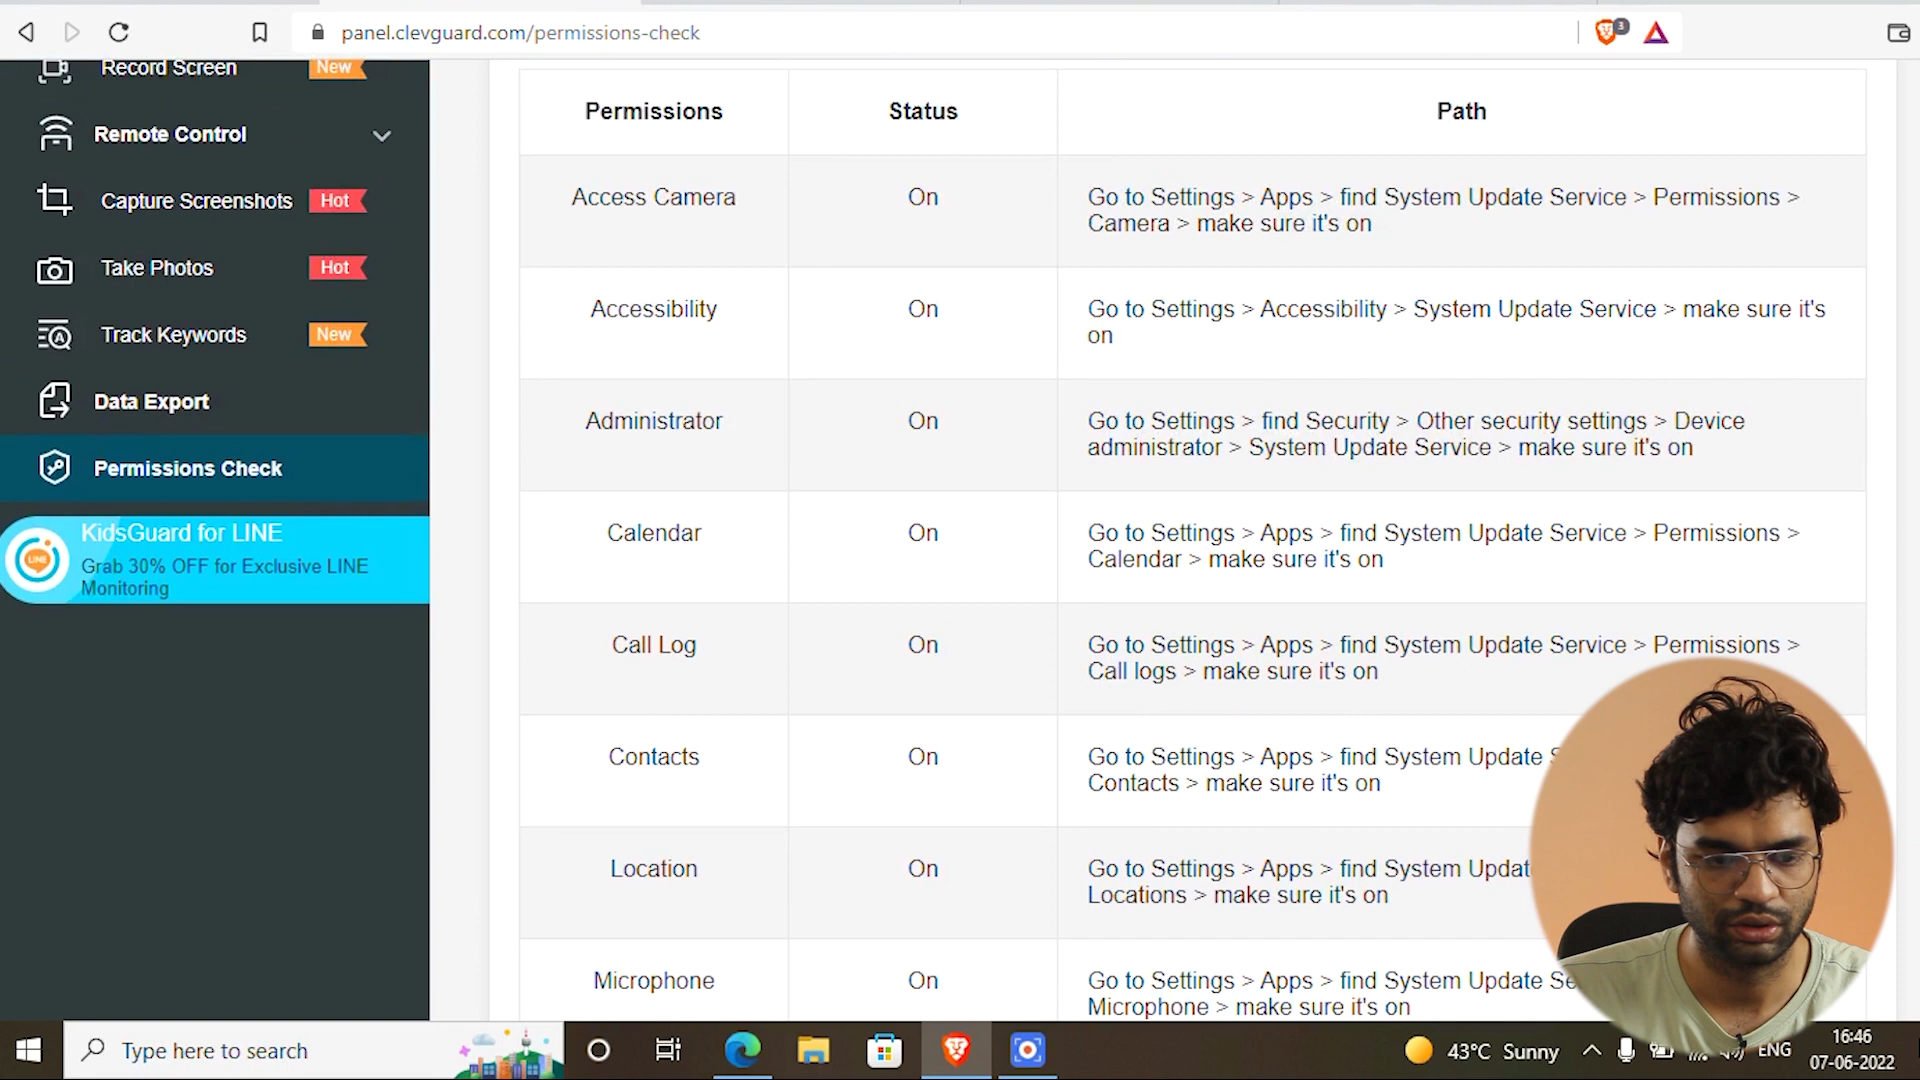 panel.clevguard.com/permissions-check
3
Record Screen New
Remote Control
Capture Screenshots Hot
Take Photos Hot
Track Keywords New
Data Export
Permissions Check
KidsGuard for LINE
Grab 30% OFF for Exclusive LINE
Monitoring
LINE
Permissions Status Path
Access Camera On Go to Settings > Apps > find System Update Service > Permissions >
Camera > make sure it's on
Accessibility On Go to Settings > Accessibility > System Update Service > make sure it's
on
Administrator On Go to Settings > find Security > Other security settings > Device
administrator > System Update Service > make sure it's on
Calendar On Go to Settings > Apps > find System Update Service > Permissions >
Calendar > make sure it's on
Call Log On Go to Settings > Apps > find System Update Service > Permissions >
Call logs > make sure it's on
Contacts On Go to Settings > Apps > find System Update
Contacts > make sure it's on
Location On Go to Settings > Apps > find System
Locations > make sure it's on
Microphone On Go to Settings > Apps > find System Update
Microphone > make sure it's on
Type here to search
43°C Sunny
ENG
16:46
07-06-2022